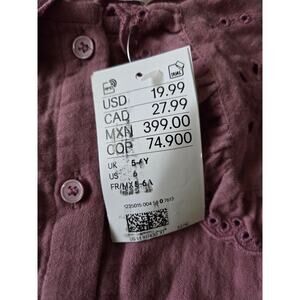 USD 19.99
CAD 27.99
MXN 399.00
COP 74.900
UK 5-6Y
US 6
FR/MX 5-6A